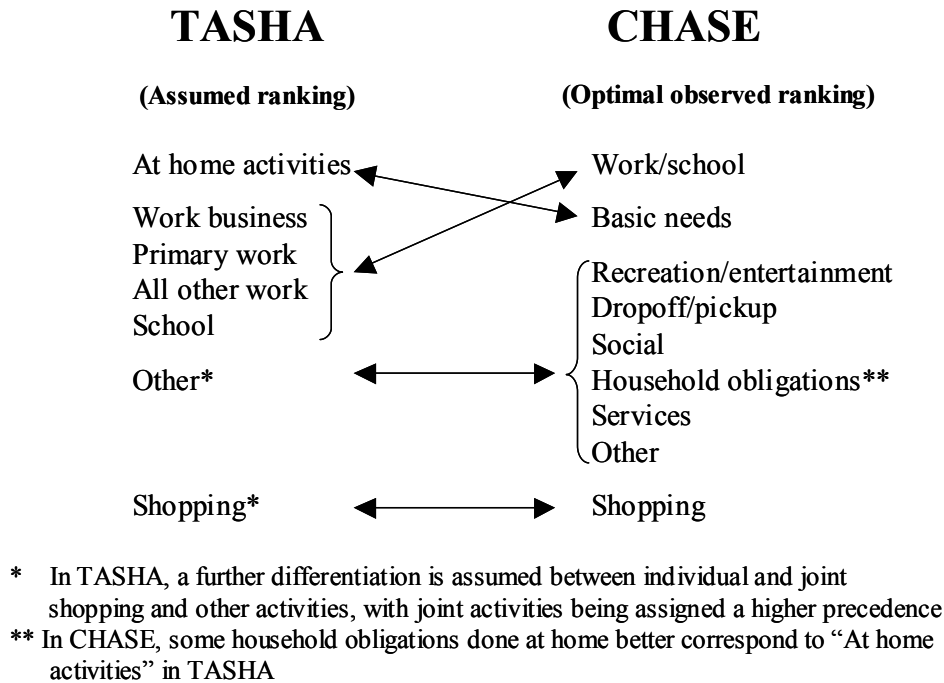 TASHA
CHASE
(Assumed ranking)
(Optimal observed ranking)
At home activities
Work business
Primary work
All other work
School
Other*
Shopping*
Work/school
Basic needs
Recreation/entertainment
Dropoff/pickup
Social
Household obligations**
Services
Other
Shopping
* In TASHA, a further differentiation is assumed between individual and joint
shopping and other activities, with joint activities being assigned a higher precedence
** In CHASE, some household obligations done at home better correspond to “At home
activities” in TASHA